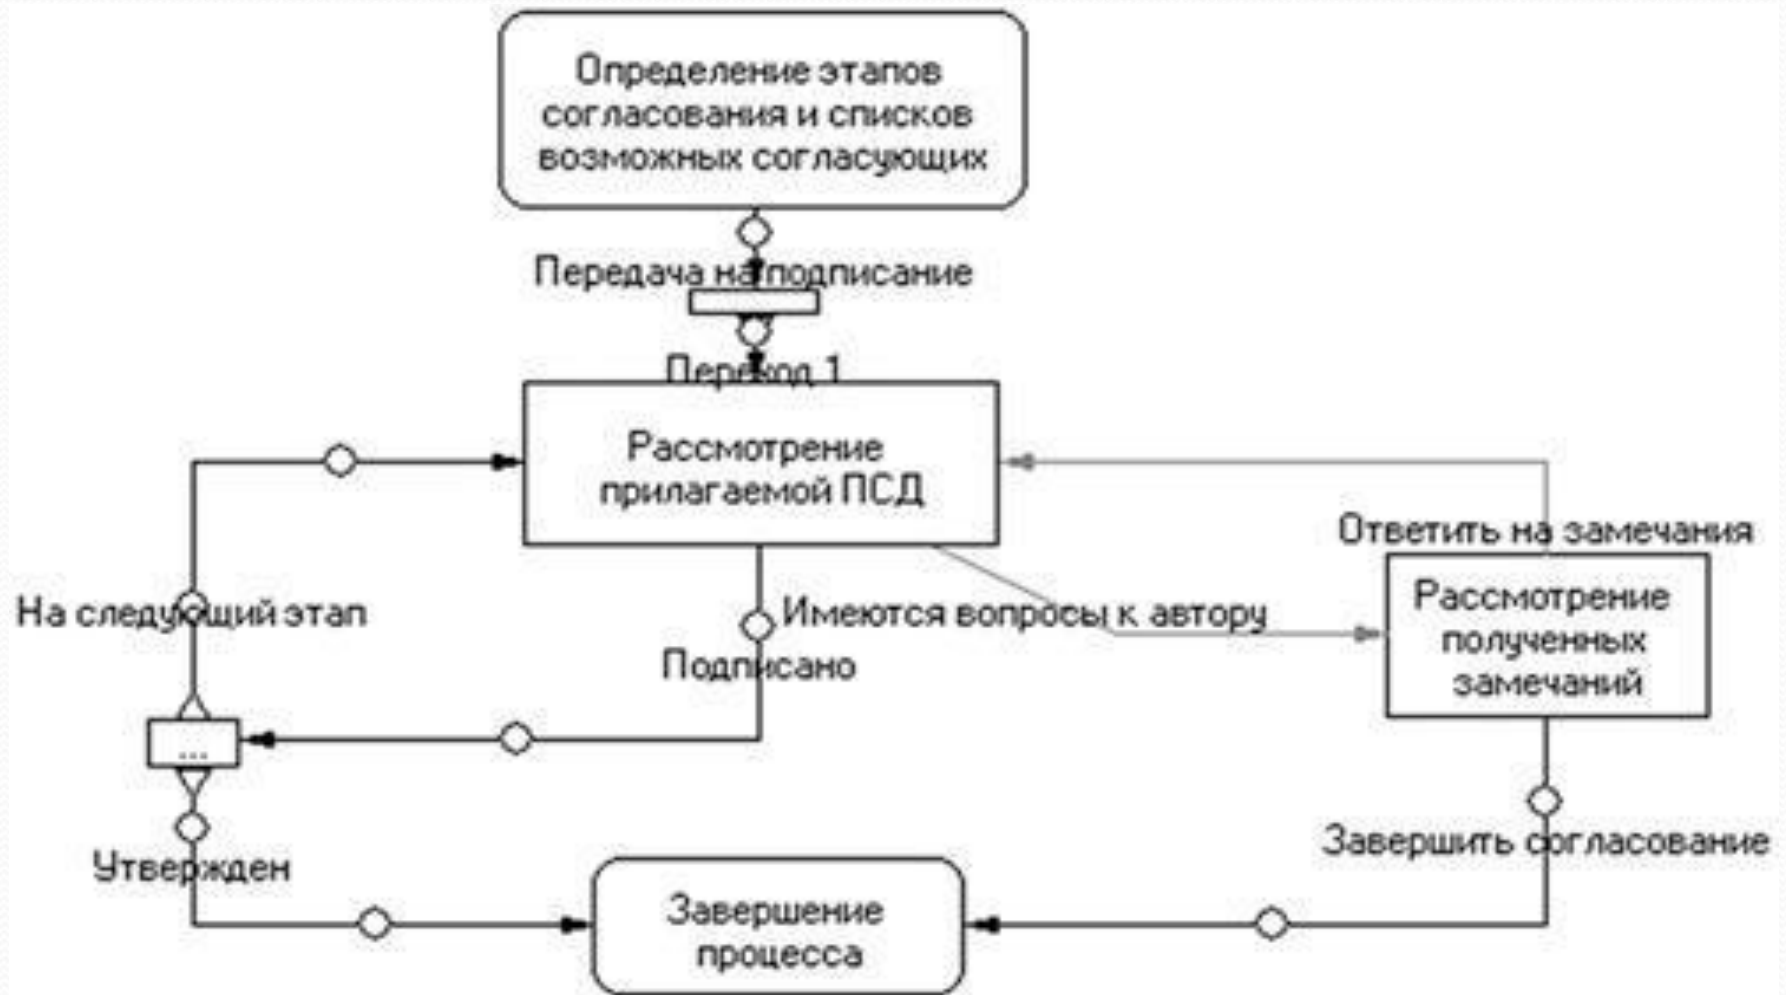 Определение этапов
согласования и списков
возможных согласующих
Передача на подписание
Переход 1
Рассмотрение
прилагаемой ПСД
Ответить на замечания
Рассмотрение
полученных
замечаний
На следующий этап
Имеются вопросы к автору
Подписано
...
Утвержден
Завершить согласование
Завершение
процесса